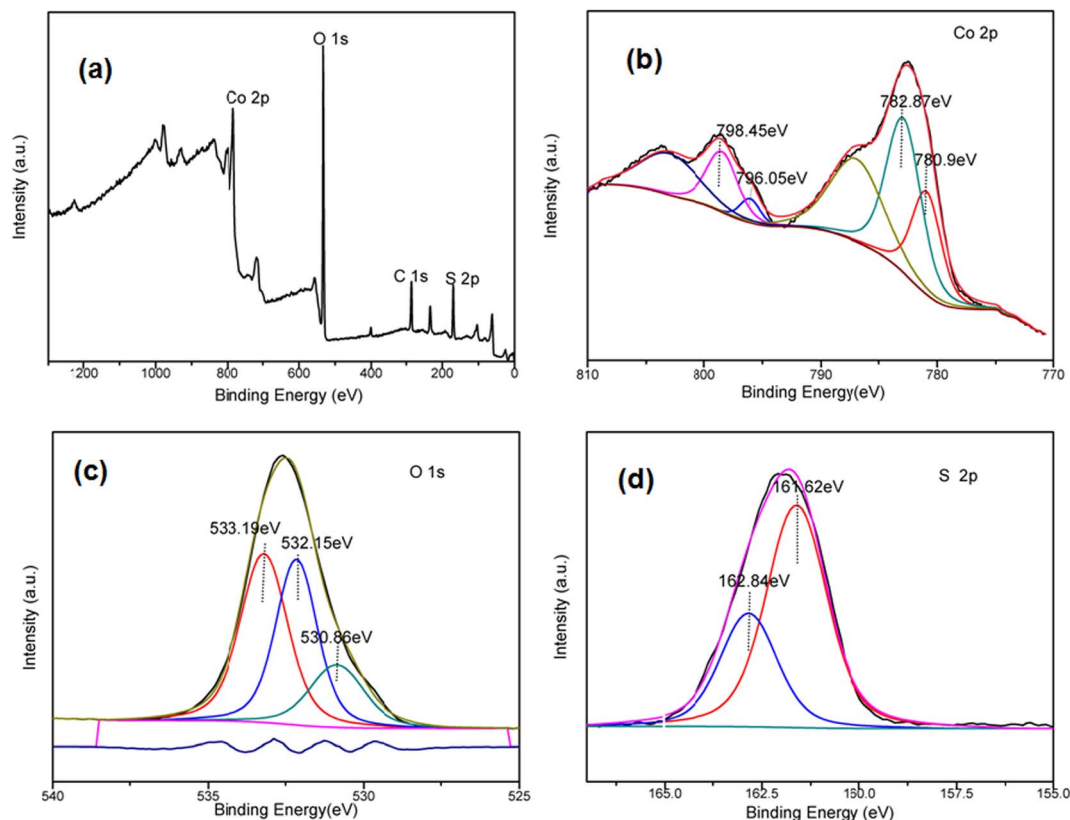 (a)
O 1s
Co 2p
C 1s
S 2p
Intensity (a.u.)
1200 1000 800 600 400 200 0
Binding Energy (eV)
(b)
Co 2p
782.87eV
798.45eV
780.9eV
796.05eV
Intensity (a.u.)
810 800 790 780 770
Binding Energy(eV)
(c)
O 1s
533.19eV
532.15eV
530.86eV
Intensity (a.u.)
540 535 530 525
Binding Energy(eV)
(d)
S 2p
161.62eV
162.84eV
Intensity (a.u.)
165.0 162.5 160.0 157.5 155.0
Binding Energy (eV)